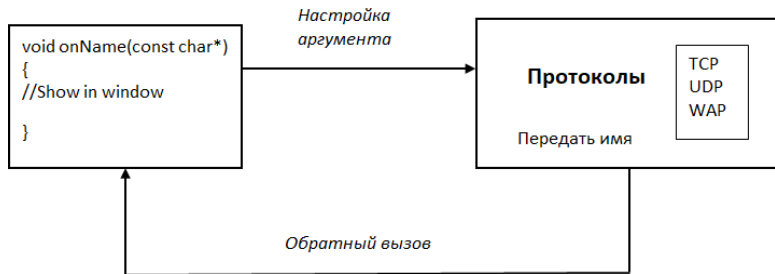 Настройка
аргумента
void onName(const char*)
{
//Show in window
}
Протоколы
TCP
UDP
WAP
Передать имя
Обратный вызов